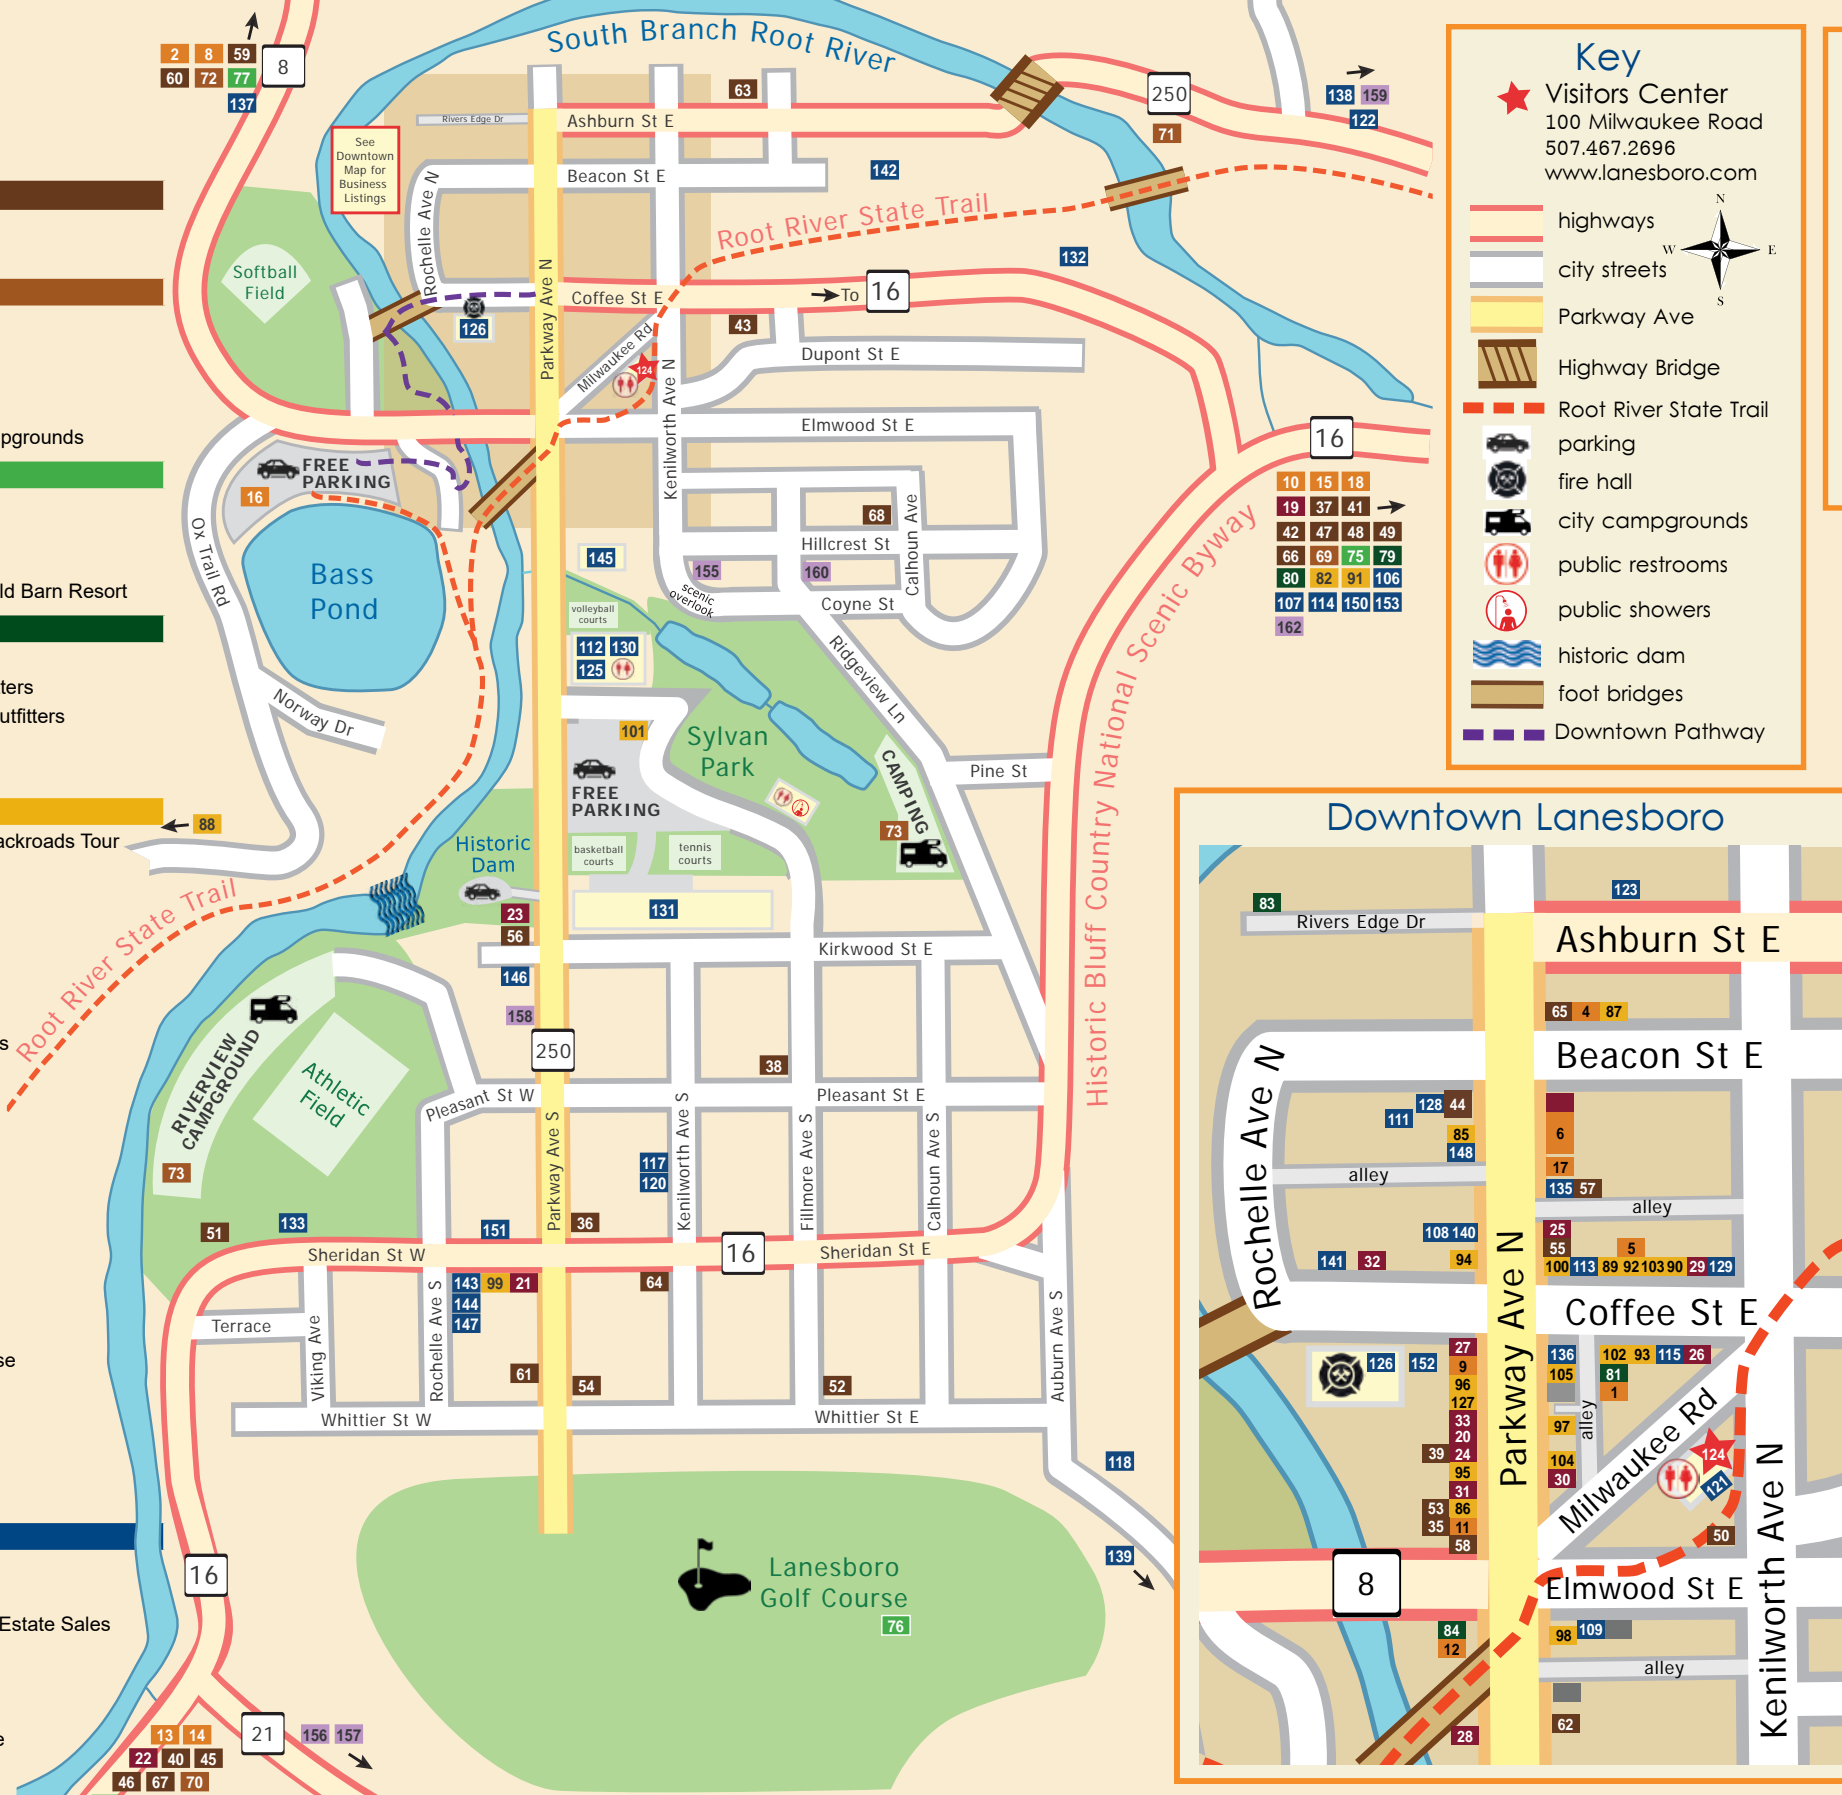 South Branch Root River
2 8 59
60 72 77
137
8
63
250
71
138 159
122
See
Downtown
Map for
Business
Listings
Rivers Edge Dr
Ashburn St E
Beacon St E
142
Rochelle Ave N
Root River State Trail
132
Softball
Field
Parkway Ave N
Coffee St E
To 16
126
43
Milwaukee Rd
124
Dupont St E
Kenilworth Ave N
Elmwood St E
16
pgrounds
FREE
PARKING
16
10 15 18
19 37 41
42 47 48 49
66 69 75 79
80 82 91 106
107 114 150 153
162
68
Hillcrest St
Calhoun Ave
Ox Trail Rd
Bass
Pond
145
155
160
scenic
overlook
Coyne St
ld Barn Resort
volleyball
courts
112 130
125
Ridgeview Ln
Historic Bluff Country National Scenic Byway
ters
utfitters
Norway Dr
101
Sylvan
Park
Pine St
CAMPING
73
FREE
PARKING
88
ackroads Tour
Historic
Dam
basketball
courts
tennis
courts
Root River State Trail
23
56
131
Kirkwood St E
146
158
s
250
RIVERVIEW
CAMPGROUND
73
Athletic
Field
38
Pleasant St W
Pleasant St E
Parkway Ave S
Kenilworth Ave S
Fillmore Ave S
Calhoun Ave S
117
120
51
133
151
36
Sheridan St W
16
Sheridan St E
143 99 21
144
147
64
Terrace
Viking Ave
Rochelle Ave S
Auburn Ave S
se
61
54
52
Whittier St W
Whittier St E
118
139
16
Lanesboro
Golf Course
76
Estate Sales
e
13 14
22 40 45
46 67 70
21
156 157
Key
Visitors Center
100 Milwaukee Road
507.467.2696
www.lanesboro.com
N
W E
S
highways
city streets
Parkway Ave
Highway Bridge
Root River State Trail
parking
fire hall
city campgrounds
public restrooms
public showers
historic dam
foot bridges
Downtown Pathway
Downtown Lanesboro
83
123
Rivers Edge Dr
Ashburn St E
65 4 87
Beacon St E
Rochelle Ave N
128 44
111
85
148
6
17
135 57
alley
alley
108 140
94
141 32
25
55
5
100 113 89 92 103 90 29 129
Parkway Ave N
Coffee St E
126 152
27
9
96
127
33
20
39 24
95
31
53 86
35 11
58
136
105
97
104
30
alley
102 93 115 26
81
1
Milwaukee Rd
124
121
50
Kenilworth Ave N
8
Elmwood St E
84
12
98 109
alley
28
62